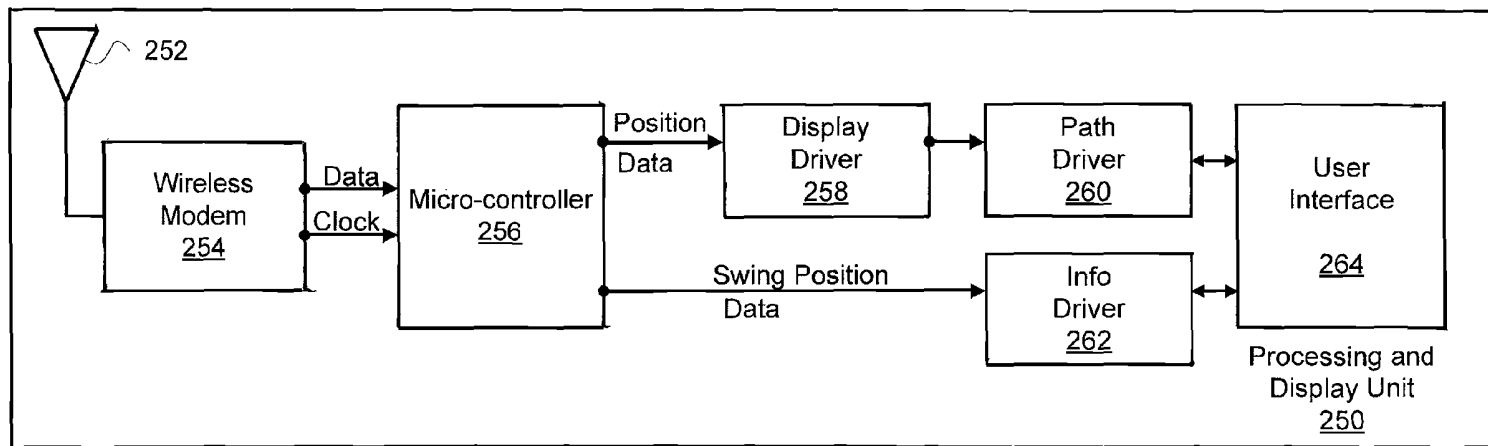 252
Wireless
Modem
254
Data
Clock
Micro-controller
256
Position
Data
Display
Driver
258
Path
Driver
260
Swing Position
Data
Info
Driver
262
User
Interface
264
Processing and
Display Unit
250